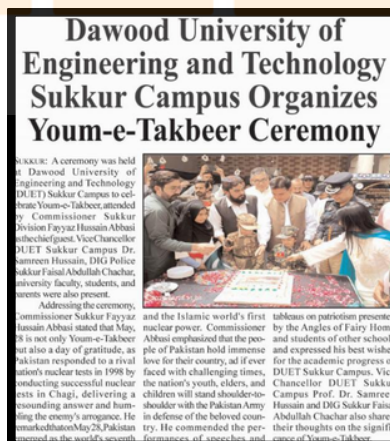 Dawood University of
Engineering and Technology
Sukkur Campus Organizes
Youm-e-Takbeer Ceremony
SUKKUR: A ceremony was held
at Dawood University of
Engineering and Technology
(DUET) Sukkur Campus to cel-
ebrate Youm-e-Takbeer, attended
by Commissioner Sukkur
Division Fayyaz Hussain Abbasi
as the chief guest. Vice Chancellor
DUET Sukkur Campus Dr.
Samreen Hussain, DIG Police
Sukkur Faisal Abdullah Chachar,
university faculty, students, and
parents were also present.
Addressing the ceremony,
Commissioner Sukkur Fayyaz
Hussain Abbasi stated that May,
28 is not only Youm-e-Takbeer
but also a day of gratitude, as
Pakistan responded to a rival
nation's nuclear tests in 1998 by
conducting successful nuclear
tests in Chagi, delivering a
resounding answer and hum-
bling the enemy's arrogance. He
remarked that on May 28, Pakistan
emerged as the world's seventh
and the Islamic world's first
nuclear power. Commissioner
Abbasi emphasized that the peo-
ple of Pakistan hold immense
love for their country, ad if ever
faced with challenging times,
the nation's youth, elders, and
children will stand shoulder-to-
shoulder with the Pakistan Army
in defense of the beloved coun-
try. He commended the per-
formances of speeches and
tableaus on patriotism presented
by the Angles of Fairy Home
and students of other school
and expressed his best wishes
for the academic progress o
DUET Sukkur Campus. Vic
Chancellor DUET Sukku
Campus Prof. Dr. Samreen
Hussain and DIG Sukkur Fai
Abdullah Chachar also share
their thoughts on the signifi
cance of Youm-e-Takbeer.